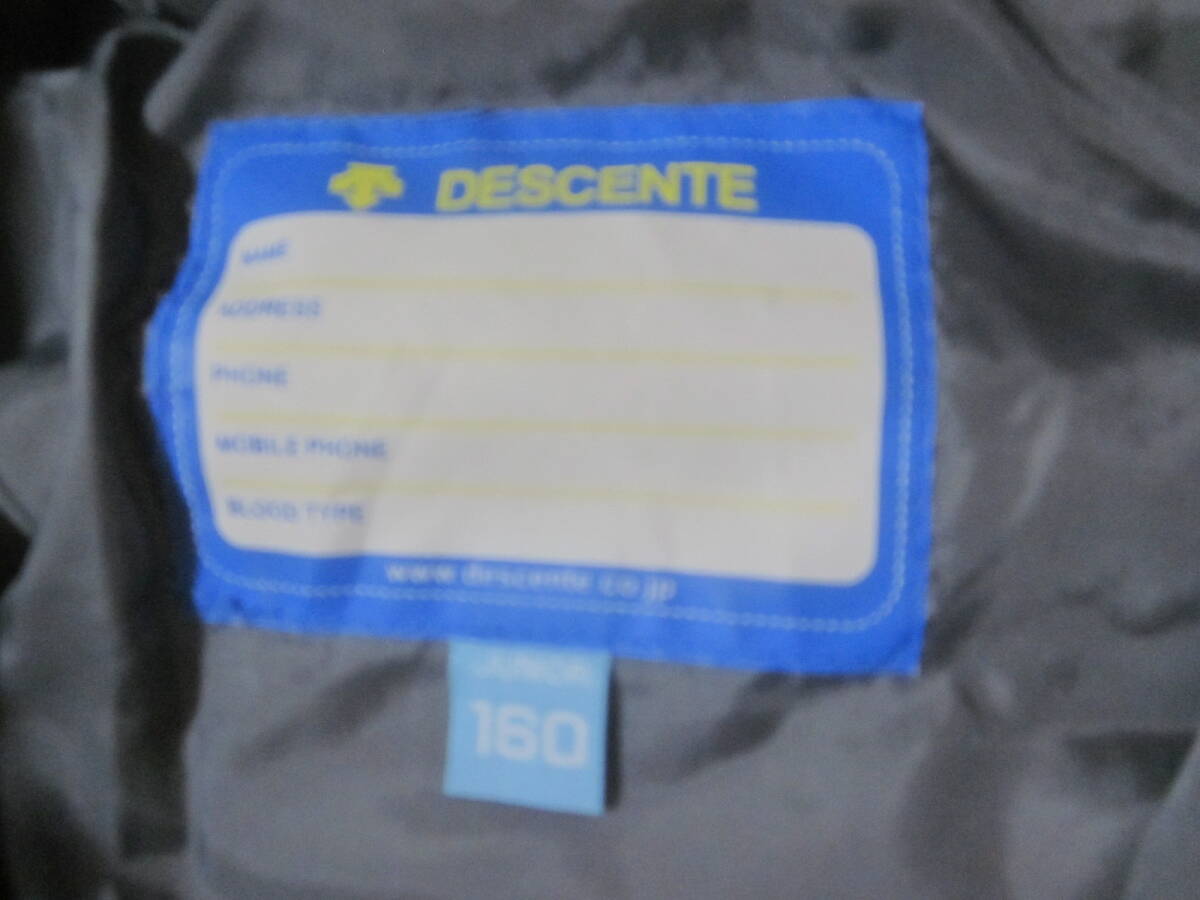 DESCENTE
NAME
ADDRESS
PHONE
MOBILE PHONE
BLOOD TYPE
www.descente.co.jp
JUNIOR
160